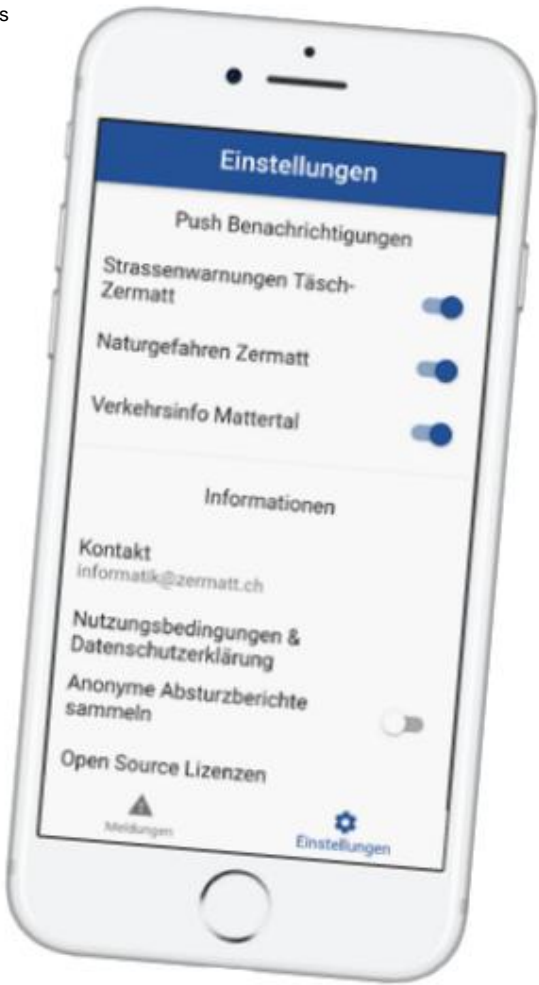 s
Einstellungen
Push Benachrichtigungen
Strassenwarnungen Täsch-
Zermatt
Naturgefahren Zermatt
Verkehrsinfo Mattertal
Informationen
Kontakt
informatik@zermatt.ch
Nutzungsbedingungen &
Datenschutzerklärung
Anonyme Absturzberichte
sammeln
Open Source Lizenzen
Meldungen
Einstellungen